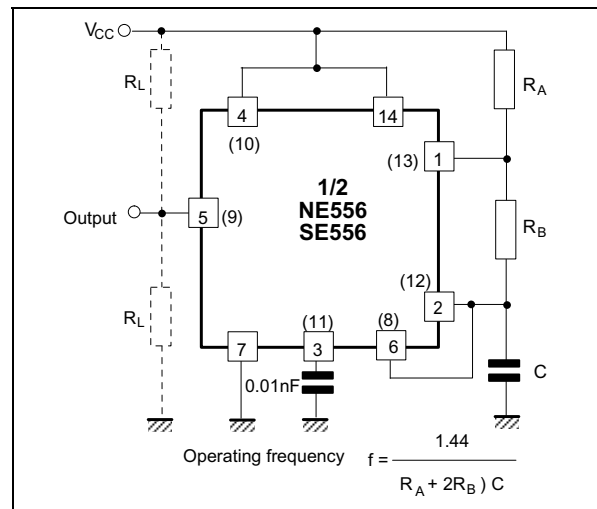 VCC
RL
RA
4
14
(10)
(13)
1
1/2
NE556
SE556
Output
5
(9)
RB
(12)
2
RL
(11)
(8)
7
3
6
0.01nF
C
Operating frequency f = 1.44
RA + 2RB ) C